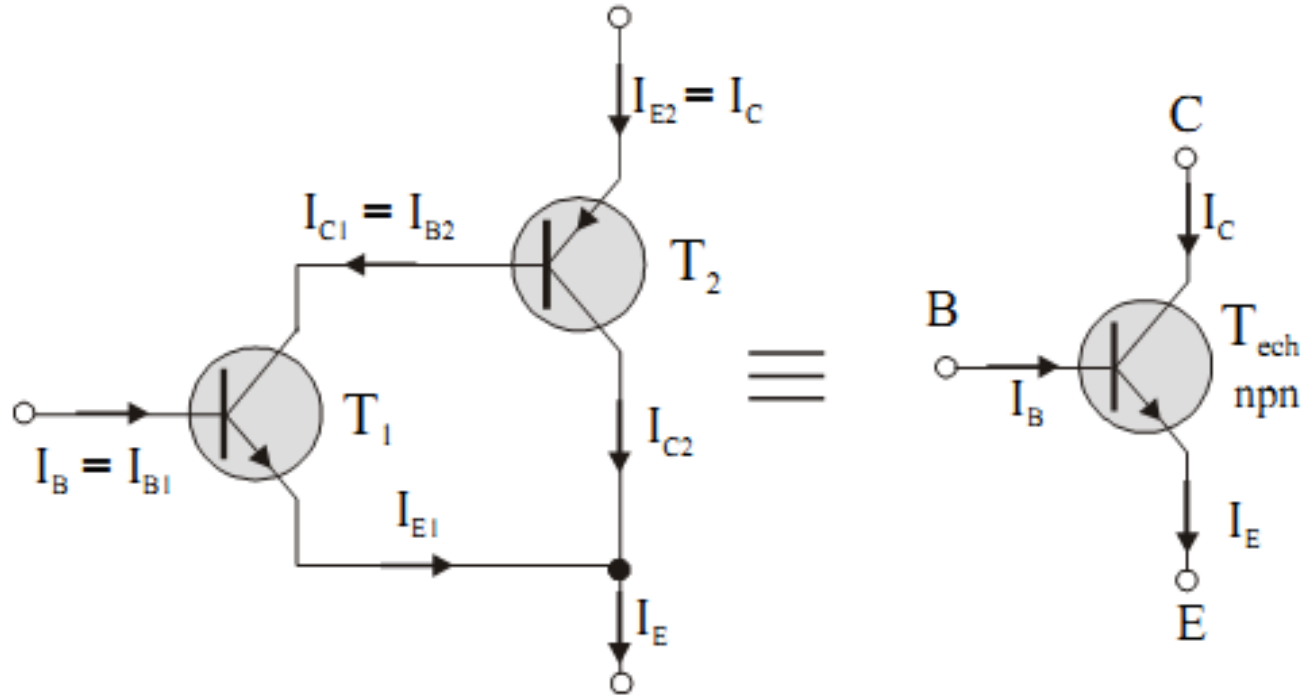 I_E2 = I_C
C
I_C1 = I_B2
I_C
T_2
B
T_ech
npn
T_1
I_B
I_C2
I_B = I_B1
I_E1
I_E
I_E
E